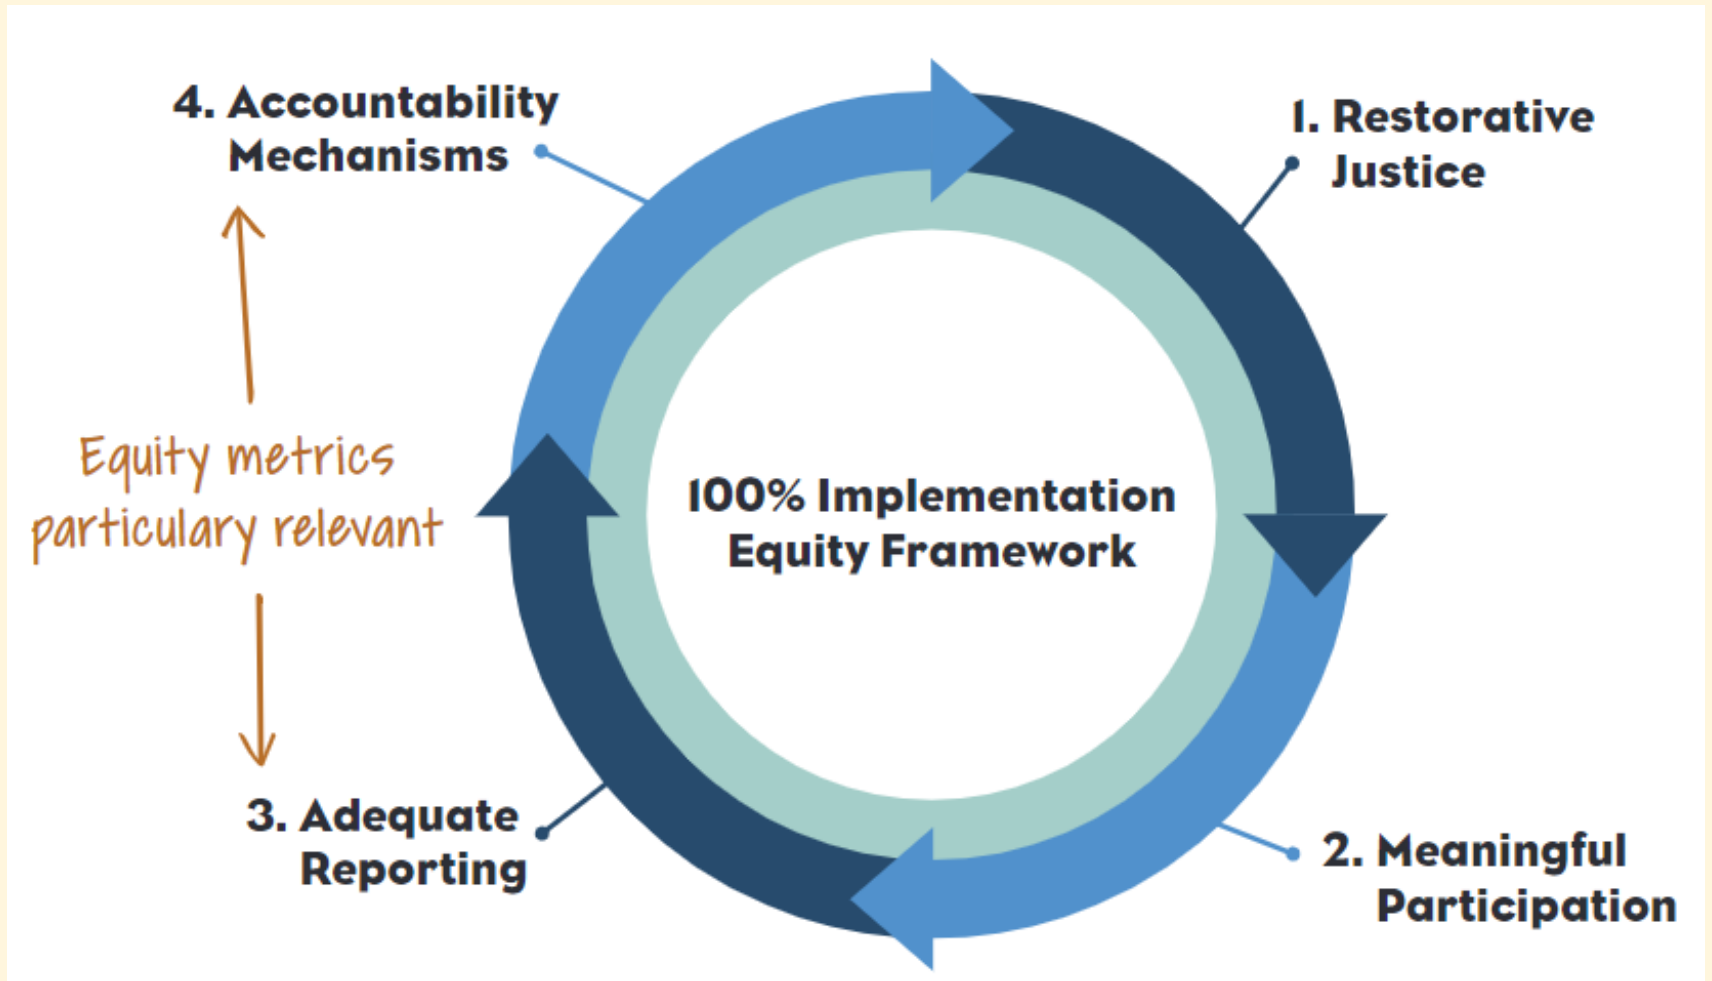 4. Accountability
Mechanisms
1. Restorative
Justice
Equity metrics
particulary relevant
100% Implementation
Equity Framework
3. Adequate
Reporting
2. Meaningful
Participation